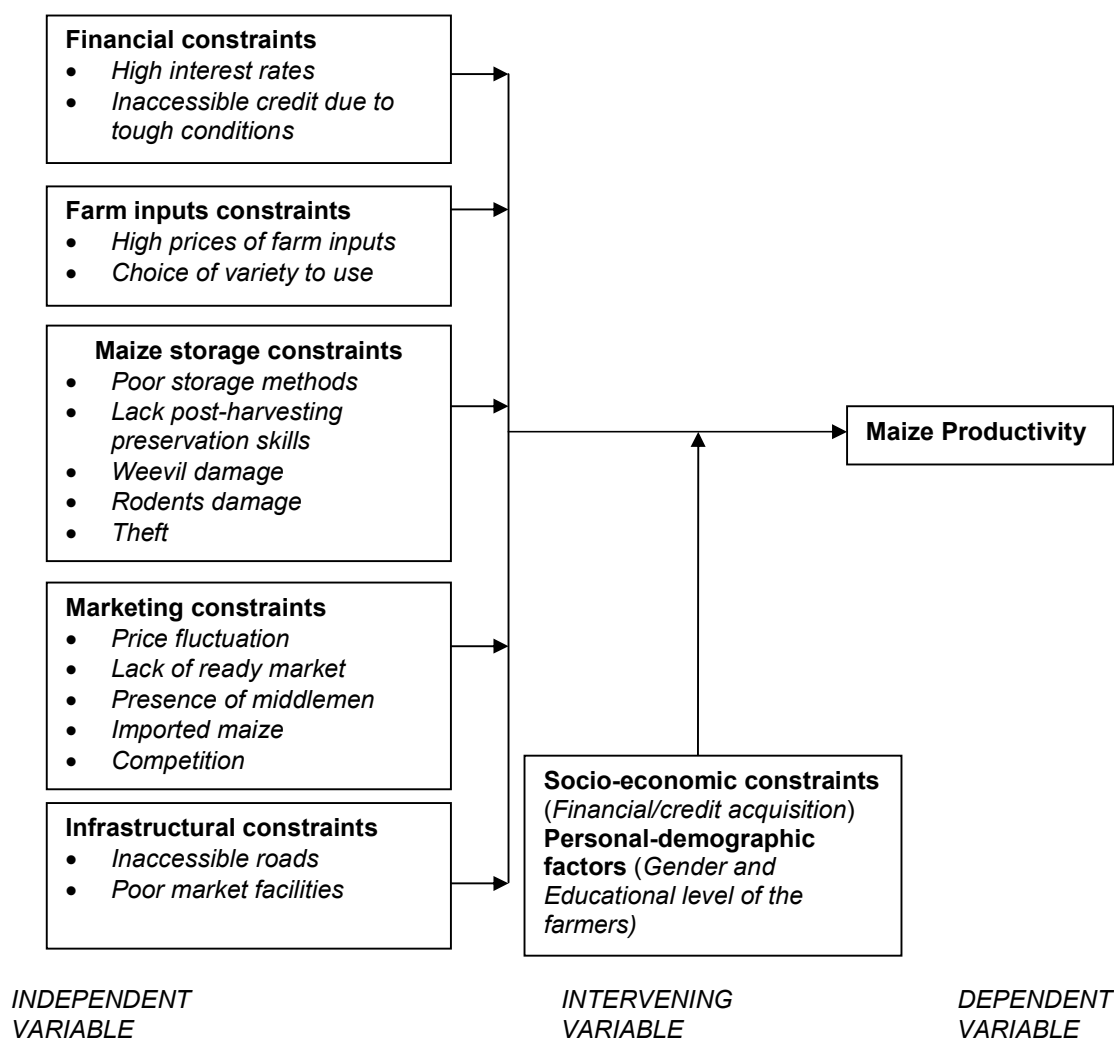 Financial constraints
• High interest rates
• Inaccessible credit due to
tough conditions
Farm inputs constraints
• High prices of farm inputs
• Choice of variety to use
Maize storage constraints
• Poor storage methods
• Lack post-harvesting
preservation skills
• Weevil damage
• Rodents damage
• Theft
Marketing constraints
• Price fluctuation
• Lack of ready market
• Presence of middlemen
• Imported maize
• Competition
Infrastructural constraints
• Inaccessible roads
• Poor market facilities
Socio-economic constraints
(Financial/credit acquisition)
Personal-demographic
factors (Gender and
Educational level of the
farmers)
Maize Productivity
INDEPENDENT
VARIABLE
INTERVENING
VARIABLE
DEPENDENT
VARIABLE